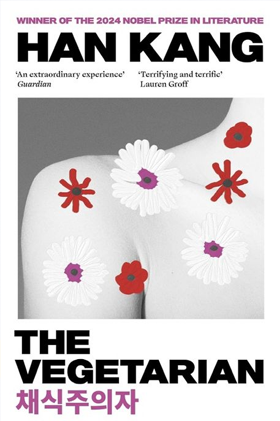 WINNER OF THE 2024 NOBEL PRIZE IN LITERATURE
HAN KANG
‘An extraordinary experience’
Guardian
‘Terrifying and terrific’
Lauren Groff
THE
VEGETARIAN
채식주의자